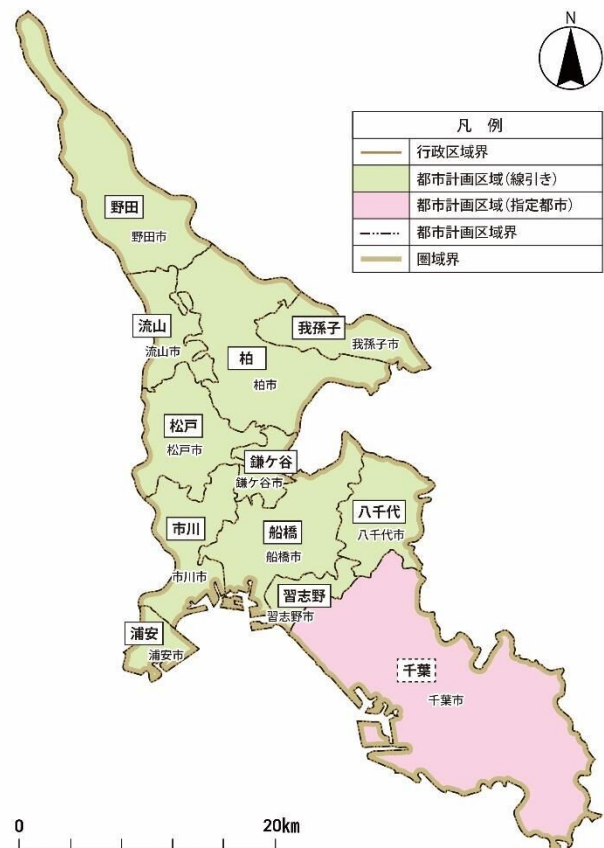 N
凡 例
行政区域界
都市計画区域(線引き)
都市計画区域(指定都市)
都市計画区域界
圏域界
野田
野田市
流山
流山市
我孫子
我孫子市
柏
柏市
松戸
松戸市
鎌ケ谷
鎌ケ谷市
八千代
八千代市
市川
市川市
船橋
船橋市
習志野
習志野市
浦安
浦安市
千葉
千葉市
0 20km